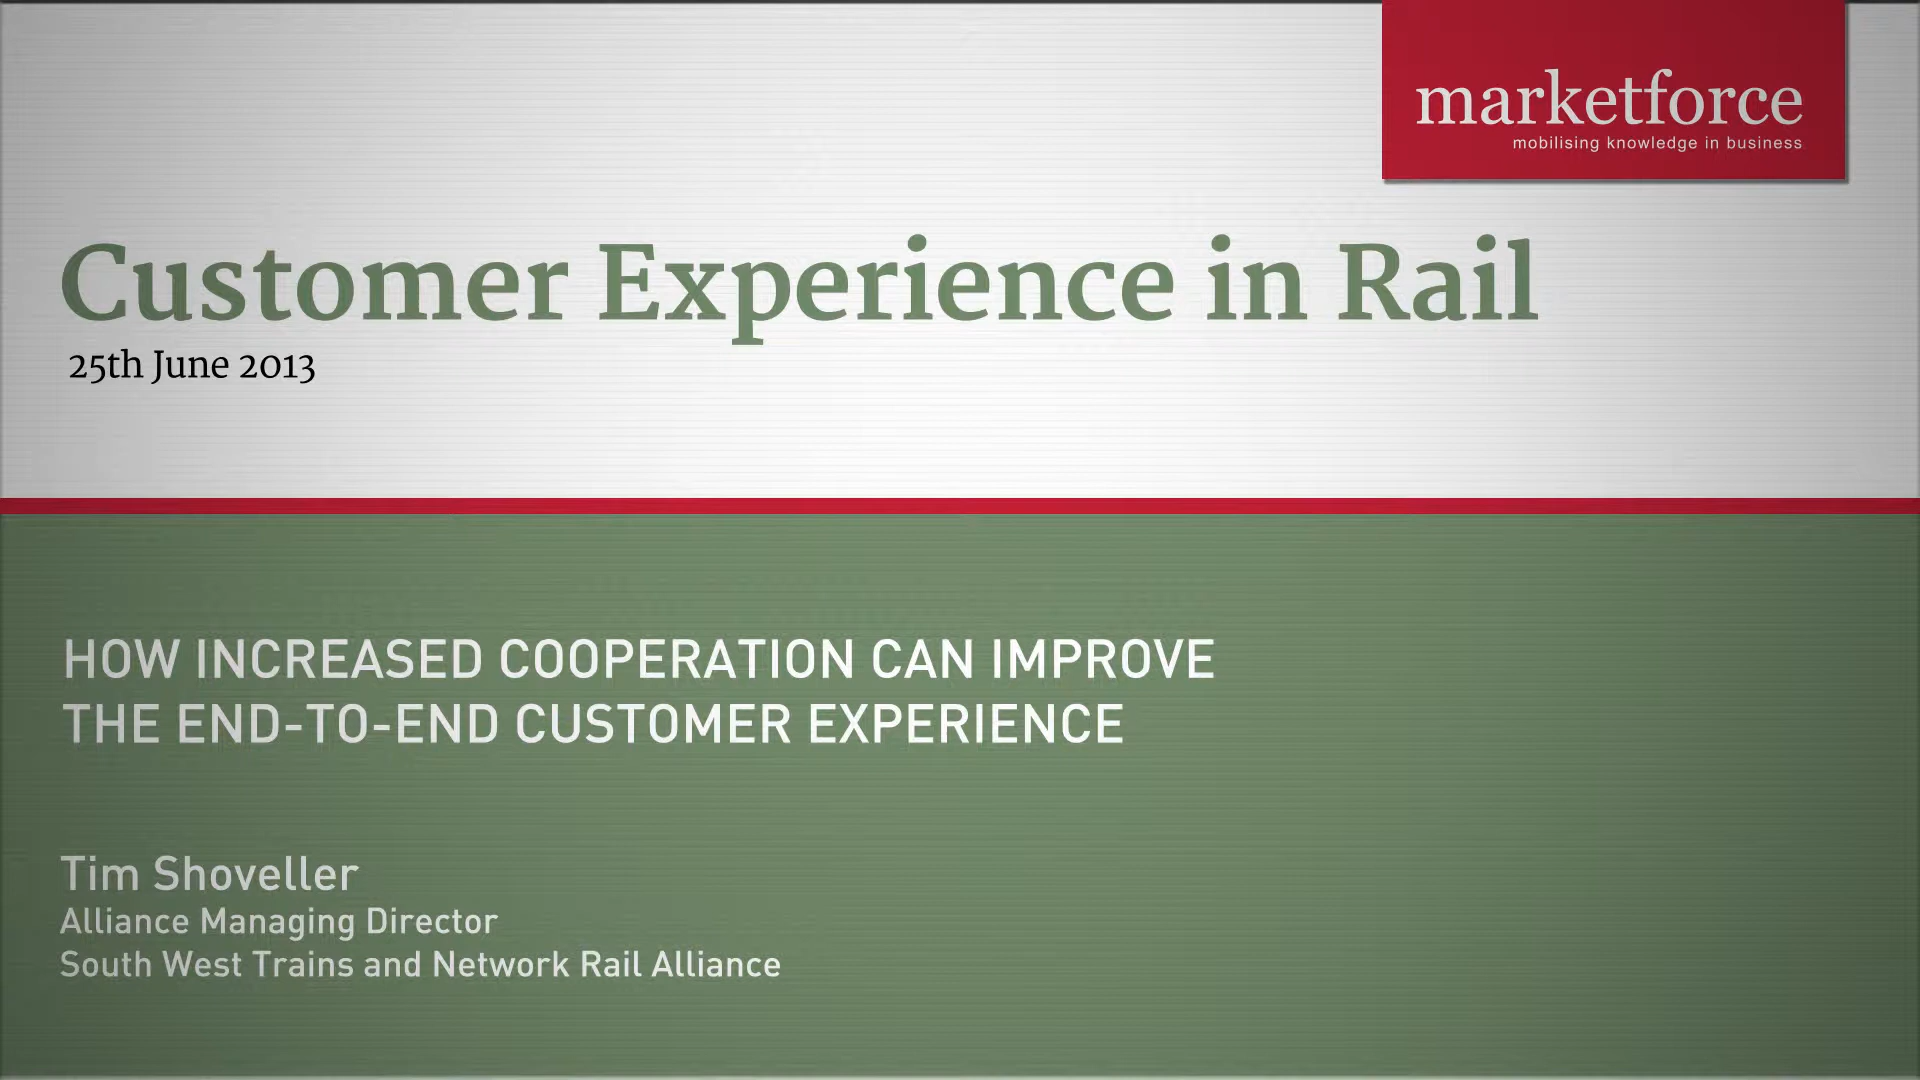 marketforce
mobilising knowledge in business
Customer Experience in Rail
25th June 2013
HOW INCREASED COOPERATION CAN IMPROVE
THE END-TO-END CUSTOMER EXPERIENCE
Tim Shoveller
Alliance Managing Director
South West Trains and Network Rail Alliance